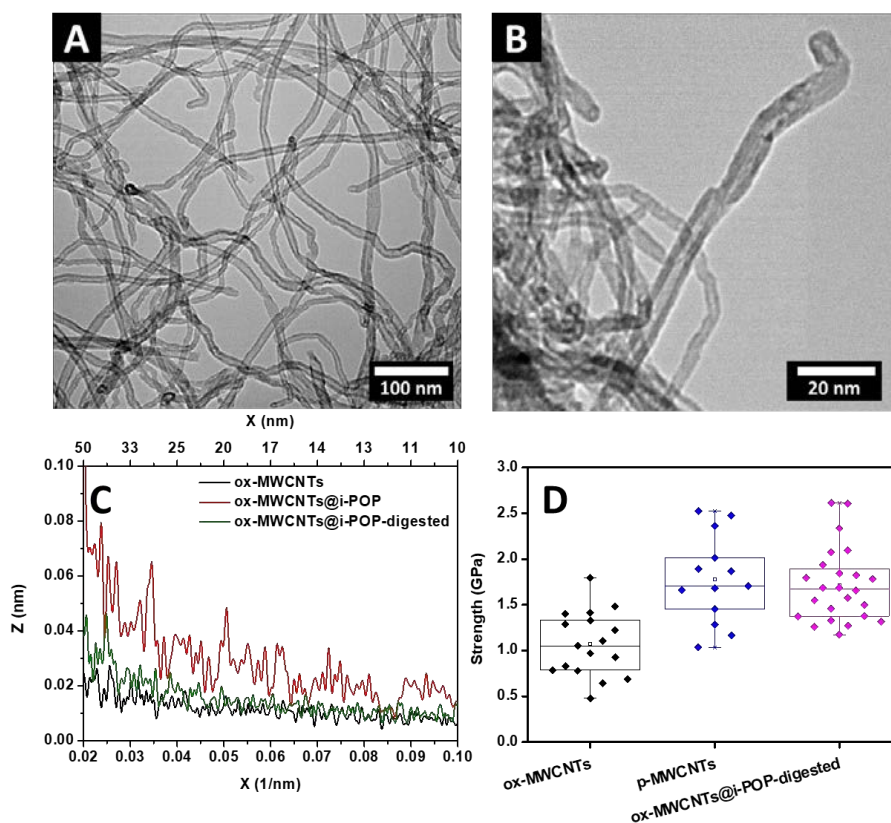 A
100 nm
B
20 nm
X (nm)
50 33 25 20 17 14 13 11 10
C
ox-MWCNTs
ox-MWCNTs@i-POP
ox-MWCNTs@i-POP-digested
Z (nm)
0.10
0.08
0.06
0.04
0.02
0.00
0.02 0.03 0.04 0.05 0.06 0.07 0.08 0.09 0.10
X (1/nm)
D
Strength (GPa)
3.0
2.5
2.0
1.5
1.0
0.5
0.0
ox-MWCNTs
p-MWCNTs
ox-MWCNTs@i-POP-digested